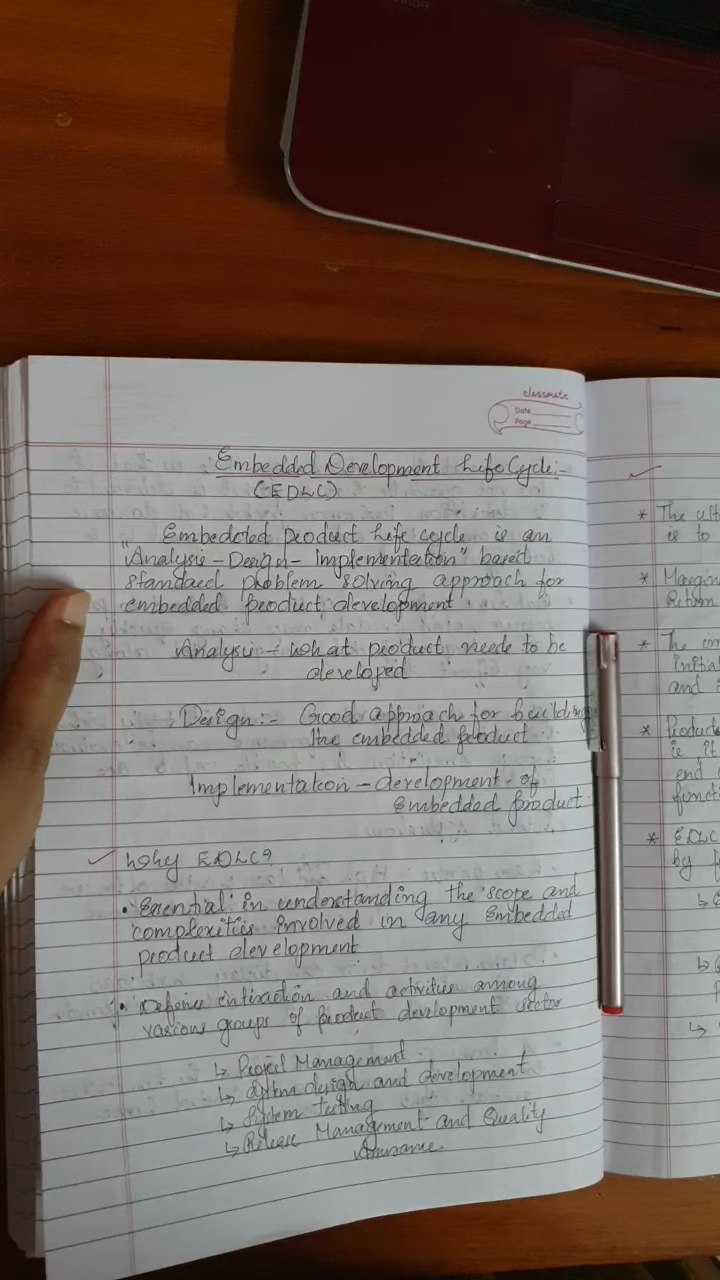 classmate
Date
Page
Embedded Development Life Cycle:-
(EDLC)
Embedded product life cycle is an
"Analysis - Design - Implementation" based
standard problem solving approach for
embedded product development
Analysis - What product needs to be
developed
Design:- Good approach for building
the embedded product
Implementation - development of
Embedded product
Why EDLC?
• Essential in understanding the scope and
complexities involved in any Embedded
product development
• Defines intraction and activities among
various groups of product development sector
↳ Project Management
↳ System design and development
↳ System testing
↳ Release Management and Quality
Assurance
* The
is to
* Margin
Return
* The
initial
and
* Product
is it
end
* EDLC
by